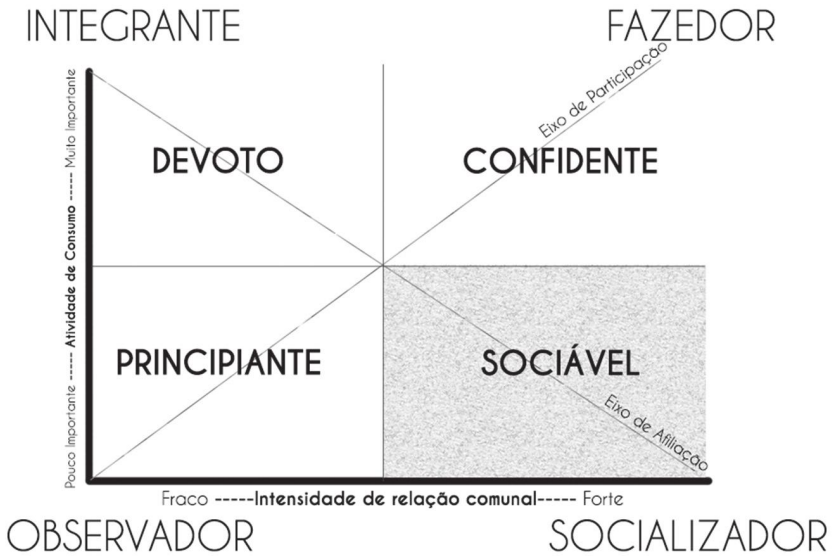 INTEGRANTE
FAZEDOR
Eixo de Participação
Pouco Importante ----- Atividade de Consumo ----- Muito Importante
DEVOTO
CONFIDENTE
PRINCIPIANTE
SOCIÁVEL
Eixo de Afiliação
Fraco -----Intensidade de relação comunal----- Forte
OBSERVADOR
SOCIALIZADOR